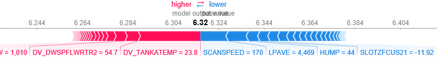 higher ⇄ lower
model output value
base value
6.244 6.264 6.284 6.304 6.32 6.344 6.364 6.384 6.404
= 1,010 DV_DWSPFLWRTR2 = 54.7 DV_TANKATEMP = 23.8 SCANSPEED = 170 LPAVE = 4,469 HUMP = 44 SLOTZFCUS21 = -11.92